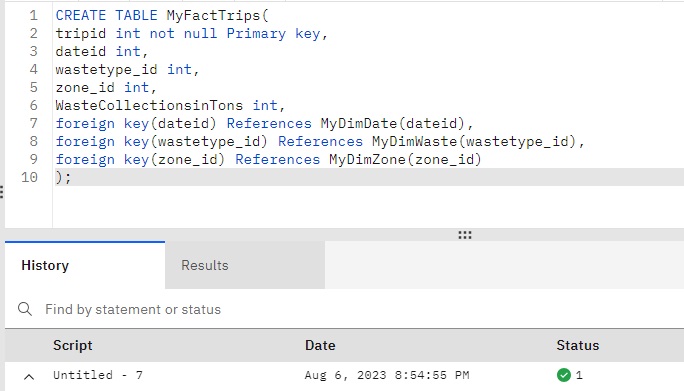 1 CREATE TABLE MyFactTrips(
2 tripid int not null Primary key,
3 dateid int,
4 wastetype_id int,
5 zone_id int,
6 WasteCollectionsinTons int,
7 foreign key(dateid) References MyDimDate(dateid),
8 foreign key(wastetype_id) References MyDimWaste(wastetype_id),
9 foreign key(zone_id) References MyDimZone(zone_id)
10 );
History Results
Find by statement or status
Script Date Status
Untitled - 7 Aug 6, 2023 8:54:55 PM 1